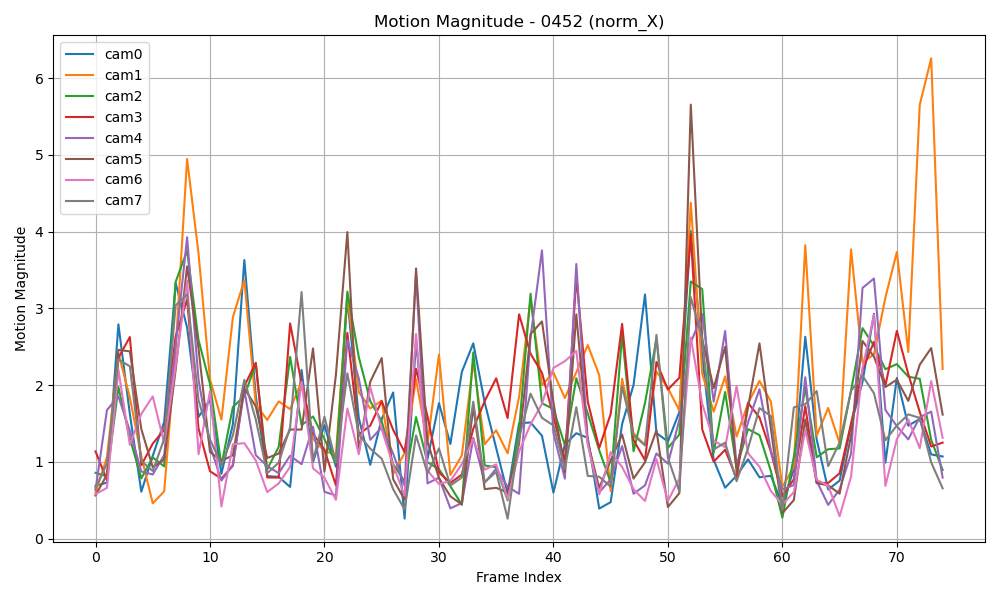 Motion Magnitude - 0452 (norm_X)
cam0
cam1
cam2
cam3
cam4
cam5
cam6
cam7
Motion Magnitude
6
5
4
3
2
1
0
0 10 20 30 40 50 60 70
Frame Index